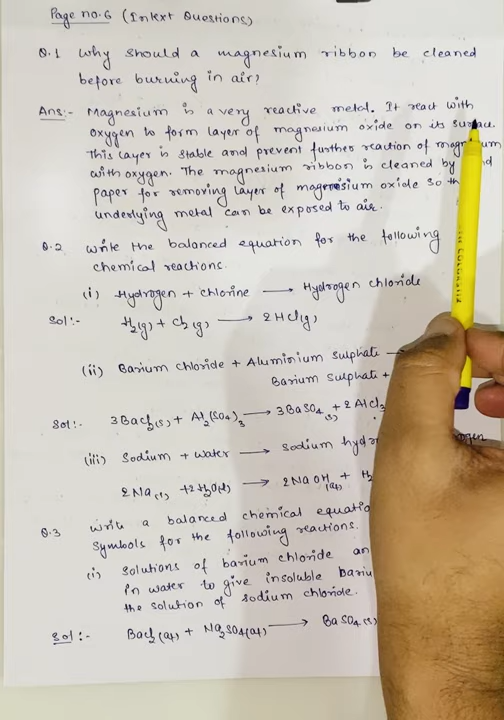 Page no.6 (Intext Questions)
Q.1 Why should a magnesium ribbon be cleaned
before burning in air?
Ans:- Magnesium is a very reactive metal. It react with
oxygen to form layer of magnesium oxide on its
This layer is stable and prevent further reaction of
with oxygen. The magnesium ribbon is cleaned by
paper for removing layer of magnesium oxide so
underlying metal can be exposed to air.
Q.2 Write the balanced equation for the following
chemical reactions.
(i) Hydrogen + chlorine → Hydrogen chloride
Sol:- H₂(g) + Cl₂(g) → 2HCl(g)
(ii) Barium chloride + Aluminium sulphate →
Barium sulphate +
Sol:- 3BaCl₂(s) + Al₂(SO₄)₃ → 3BaSO₄(s) + 2AlCl₃
(iii) Sodium + water → Sodium
2Na(s) + 2H₂O(l) → 2NaOH(aq) +
Q.3 Write a balanced chemical
symbols for the following reactions.
(i) Solutions of barium chloride
in water to give insoluble
the solution of sodium chloride.
Sol:- BaCl₂(aq) + Na₂SO₄(aq) → BaSO₄(s)